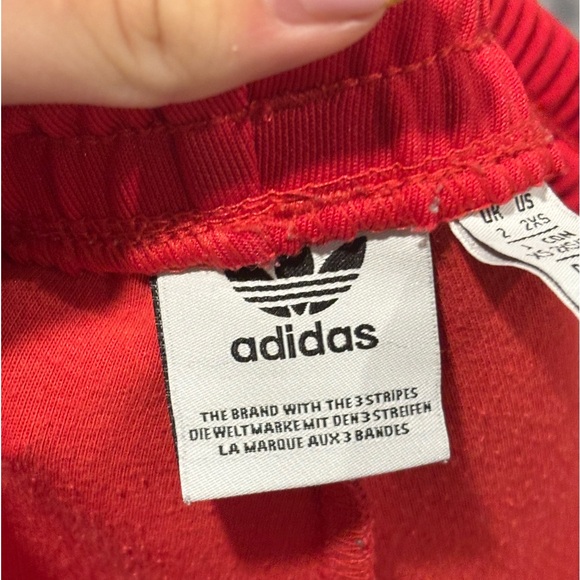 adidas
THE BRAND WITH THE 3 STRIPES
DIE WELTMARKE MIT DEN 3 STREIFEN
LA MARQUE AUX 3 BANDES
UK US
2 2XS